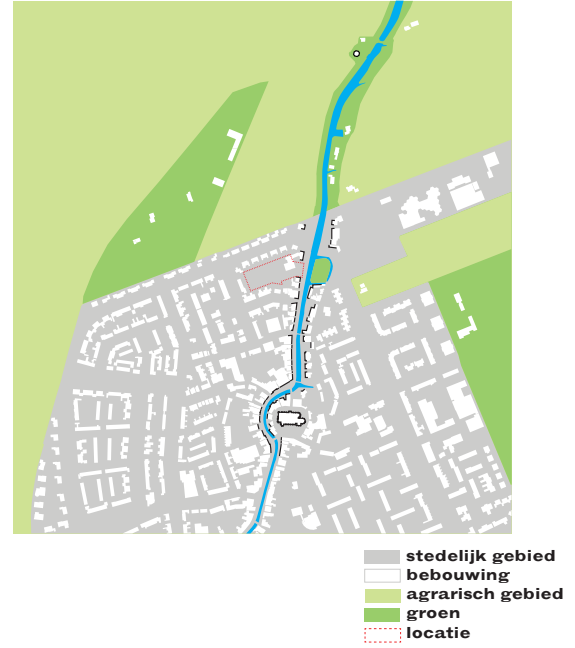 stedelijk gebied
bebouwing
agrarisch gebied
groen
locatie